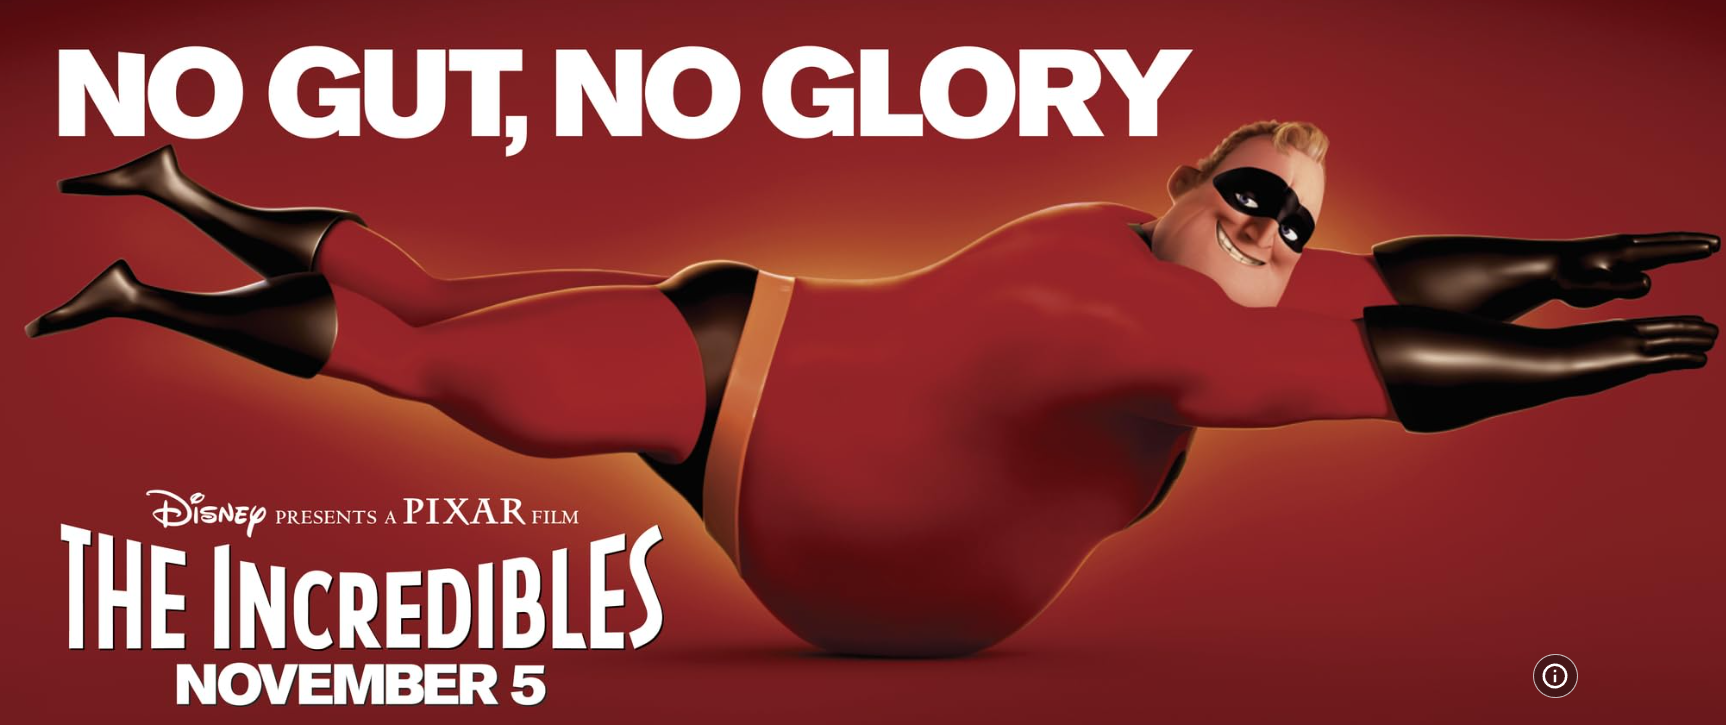 NO GUT, NO GLORY
DISNEY PRESENTS A PIXAR FILM
THE INCREDIBLES
NOVEMBER 5